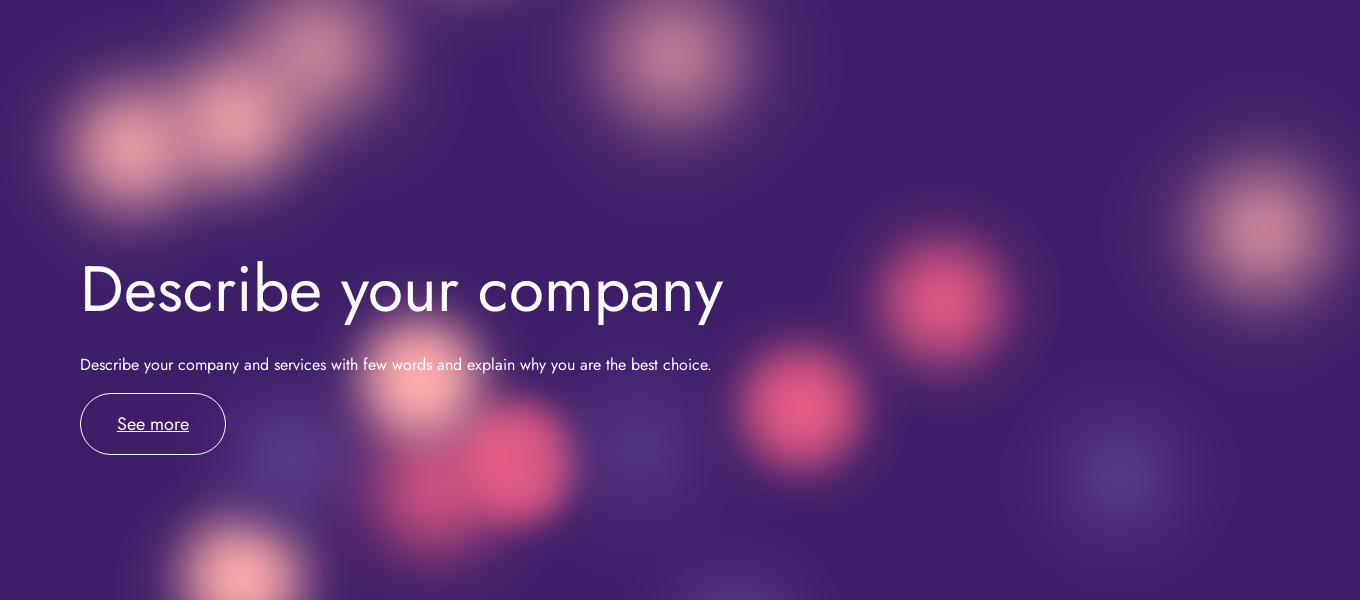 Describe your company
Describe your company and services with few words and explain why you are the best choice.
See more